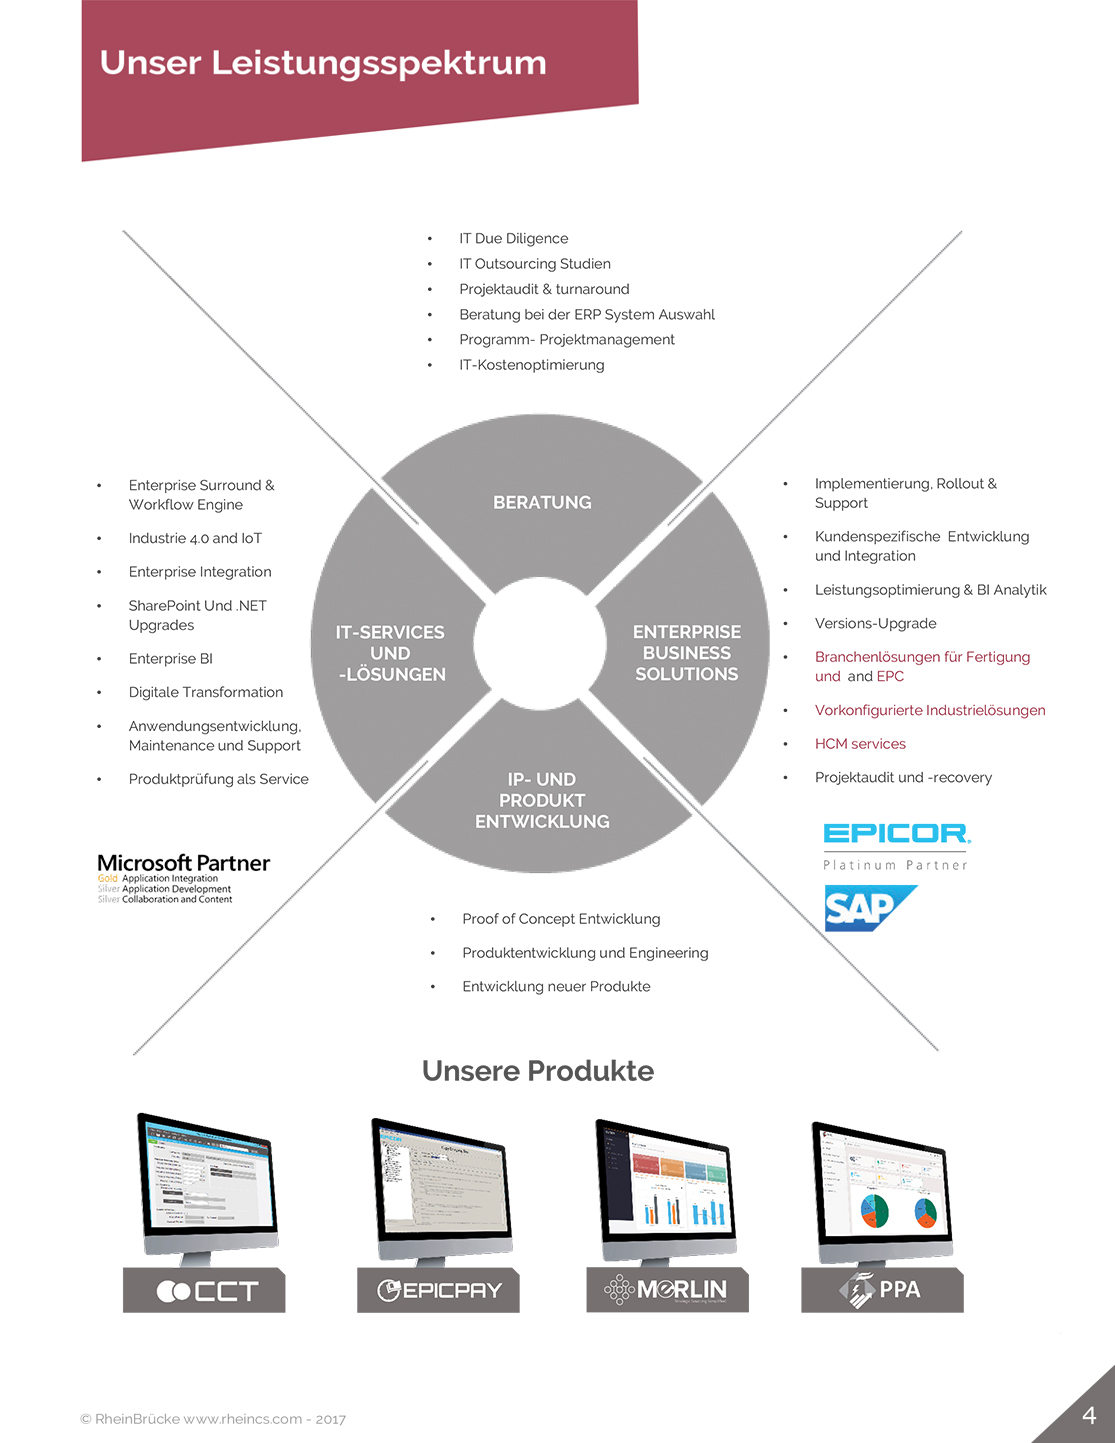 Unser Leistungsspektrum
• IT Due Diligence
• IT Outsourcing Studien
• Projektaudit & turnaround
• Beratung bei der ERP System Auswahl
• Programm- Projektmanagement
• IT-Kostenoptimierung
BERATUNG
• Enterprise Surround &
Workflow Engine
• Industrie 4.0 and IoT
• Enterprise Integration
• SharePoint Und .NET
Upgrades
• Enterprise BI
• Digitale Transformation
• Anwendungsentwicklung,
Maintenance und Support
• Produktprüfung als Service
IT-SERVICES
UND
-LÖSUNGEN
ENTERPRISE
BUSINESS
SOLUTIONS
• Implementierung, Rollout &
Support
• Kundenspezifische Entwicklung
und Integration
• Leistungsoptimierung & BI Analytik
• Versions-Upgrade
• Branchenlösungen für Fertigung
und and EPC
• Vorkonfigurierte Industrielösungen
• HCM services
• Projektaudit und -recovery
IP- UND
PRODUKT
ENTWICKLUNG
Microsoft Partner
Gold Application Integration
Silver Application Development
Silver Collaboration and Content
EPICOR®
Platinum Partner
SAP
• Proof of Concept Entwicklung
• Produktentwicklung und Engineering
• Entwicklung neuer Produkte
Unsere Produkte
EPICOR
CCT
EPICPAY
MeRLIN
PPA
© RheinBrücke www.rheincs.com - 2017
4